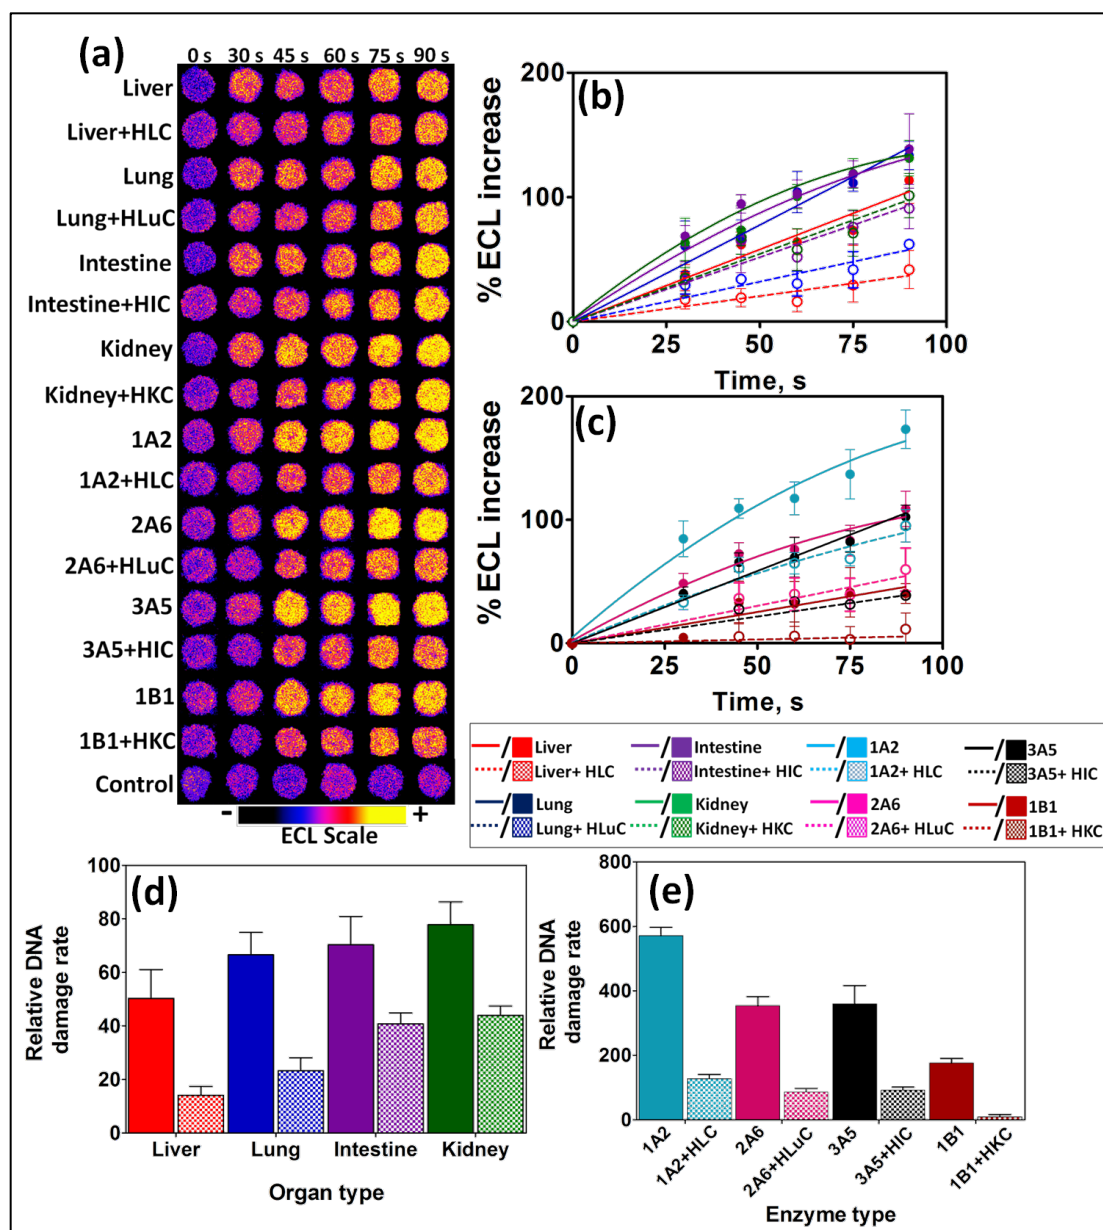 (a)
0 s 30 s 45 s 60 s 75 s 90 s
Liver
Liver+HLC
Lung
Lung+HLuC
Intestine
Intestine+HIC
Kidney
Kidney+HKC
1A2
1A2+HLC
2A6
2A6+HLuC
3A5
3A5+HIC
1B1
1B1+HKC
Control
- +
ECL Scale
(b)
% ECL increase
200
100
0
0 25 50 75 100
Time, s
(c)
% ECL increase
200
100
0
0 25 50 75 100
Time, s
/ Liver / Intestine / 1A2 / 3A5
/ Liver+ HLC / Intestine+ HIC / 1A2+ HLC / 3A5+ HIC
/ Lung / Kidney / 2A6 / 1B1
/ Lung+ HLuC / Kidney+ HKC / 2A6+ HLuC / 1B1+ HKC
(d)
Relative DNA
damage rate
100
80
60
40
20
0
Liver Lung Intestine Kidney
Organ type
(e)
Relative DNA
damage rate
800
600
400
200
0
1A2 1A2+HLC 2A6 2A6+HLuC 3A5 3A5+HIC 1B1 1B1+HKC
Enzyme type